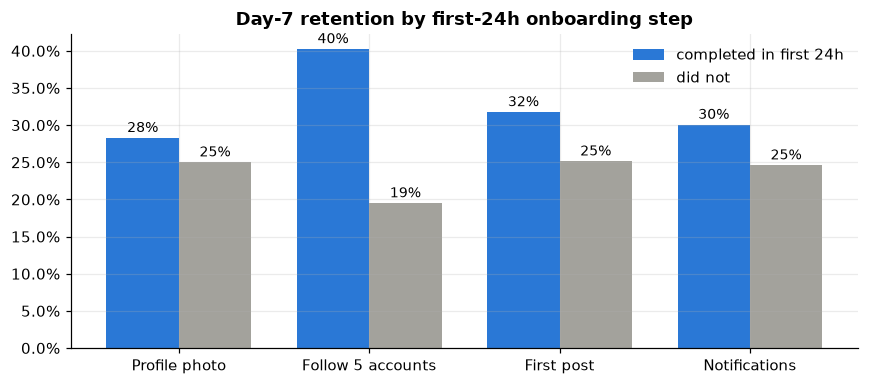 Day-7 retention by first-24h onboarding step
completed in first 24h
did not
40.0%
35.0%
30.0%
25.0%
20.0%
15.0%
10.0%
5.0%
0.0%
28%
25%
40%
19%
32%
25%
30%
25%
Profile photo
Follow 5 accounts
First post
Notifications